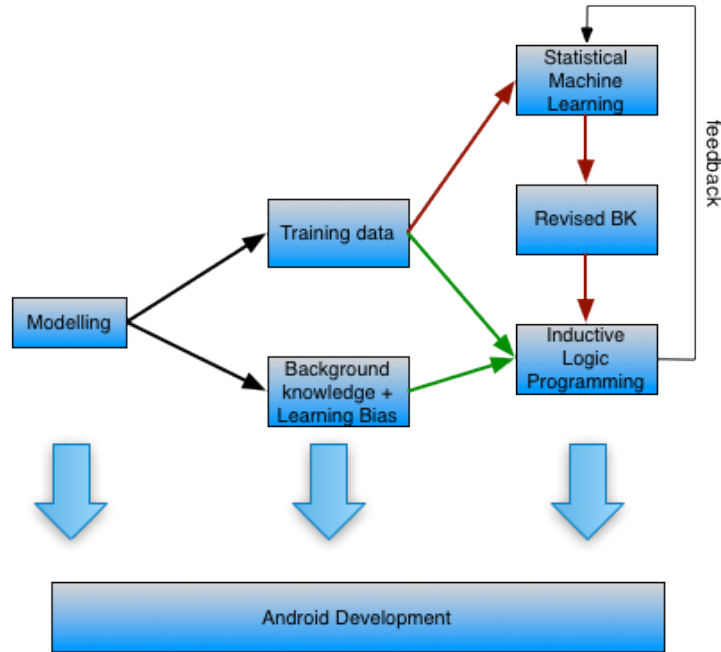 Statistical
Machine
Learning
feedback
Training data
Revised BK
Modelling
Background
knowledge +
Learning Bias
Inductive
Logic
Programming
Android Development